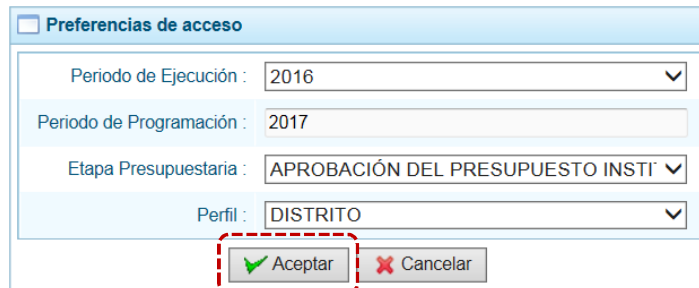 Preferencias de acceso
Periodo de Ejecución : 2016
Periodo de Programación : 2017
Etapa Presupuestaria : APROBACIÓN DEL PRESUPUESTO INSTI
Perfil : DISTRITO
Aceptar Cancelar